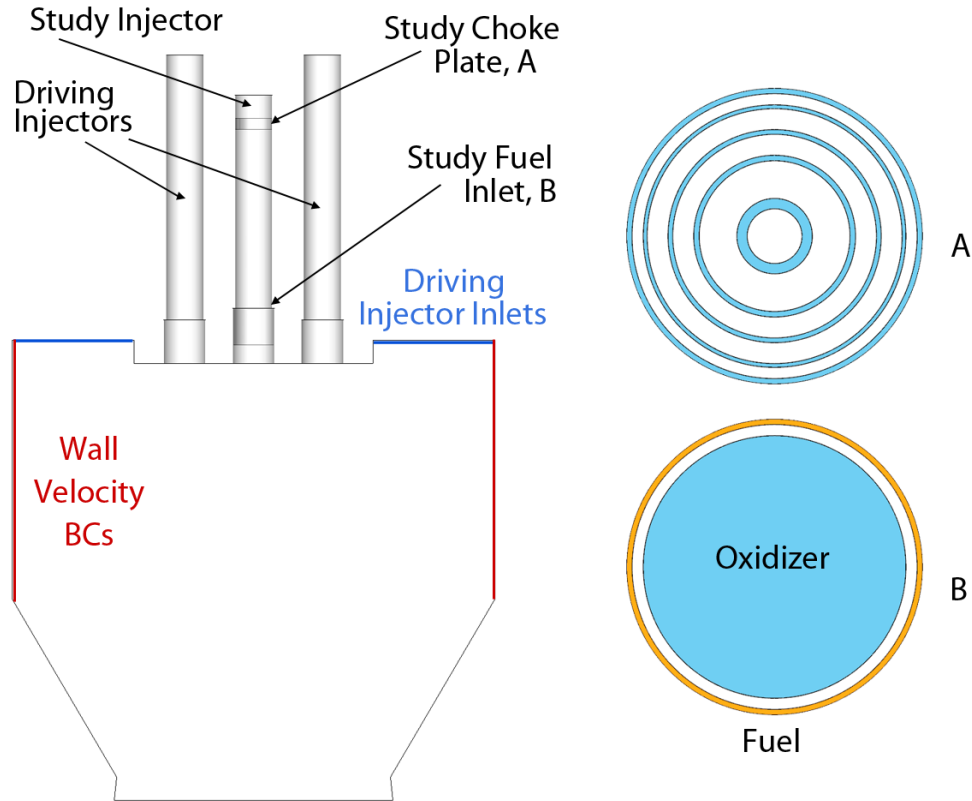 Study Injector
Study Choke
Plate, A
Driving
Injectors
Study Fuel
Inlet, B
Driving
Injector Inlets
Wall
Velocity
BCs
A
Oxidizer
B
Fuel